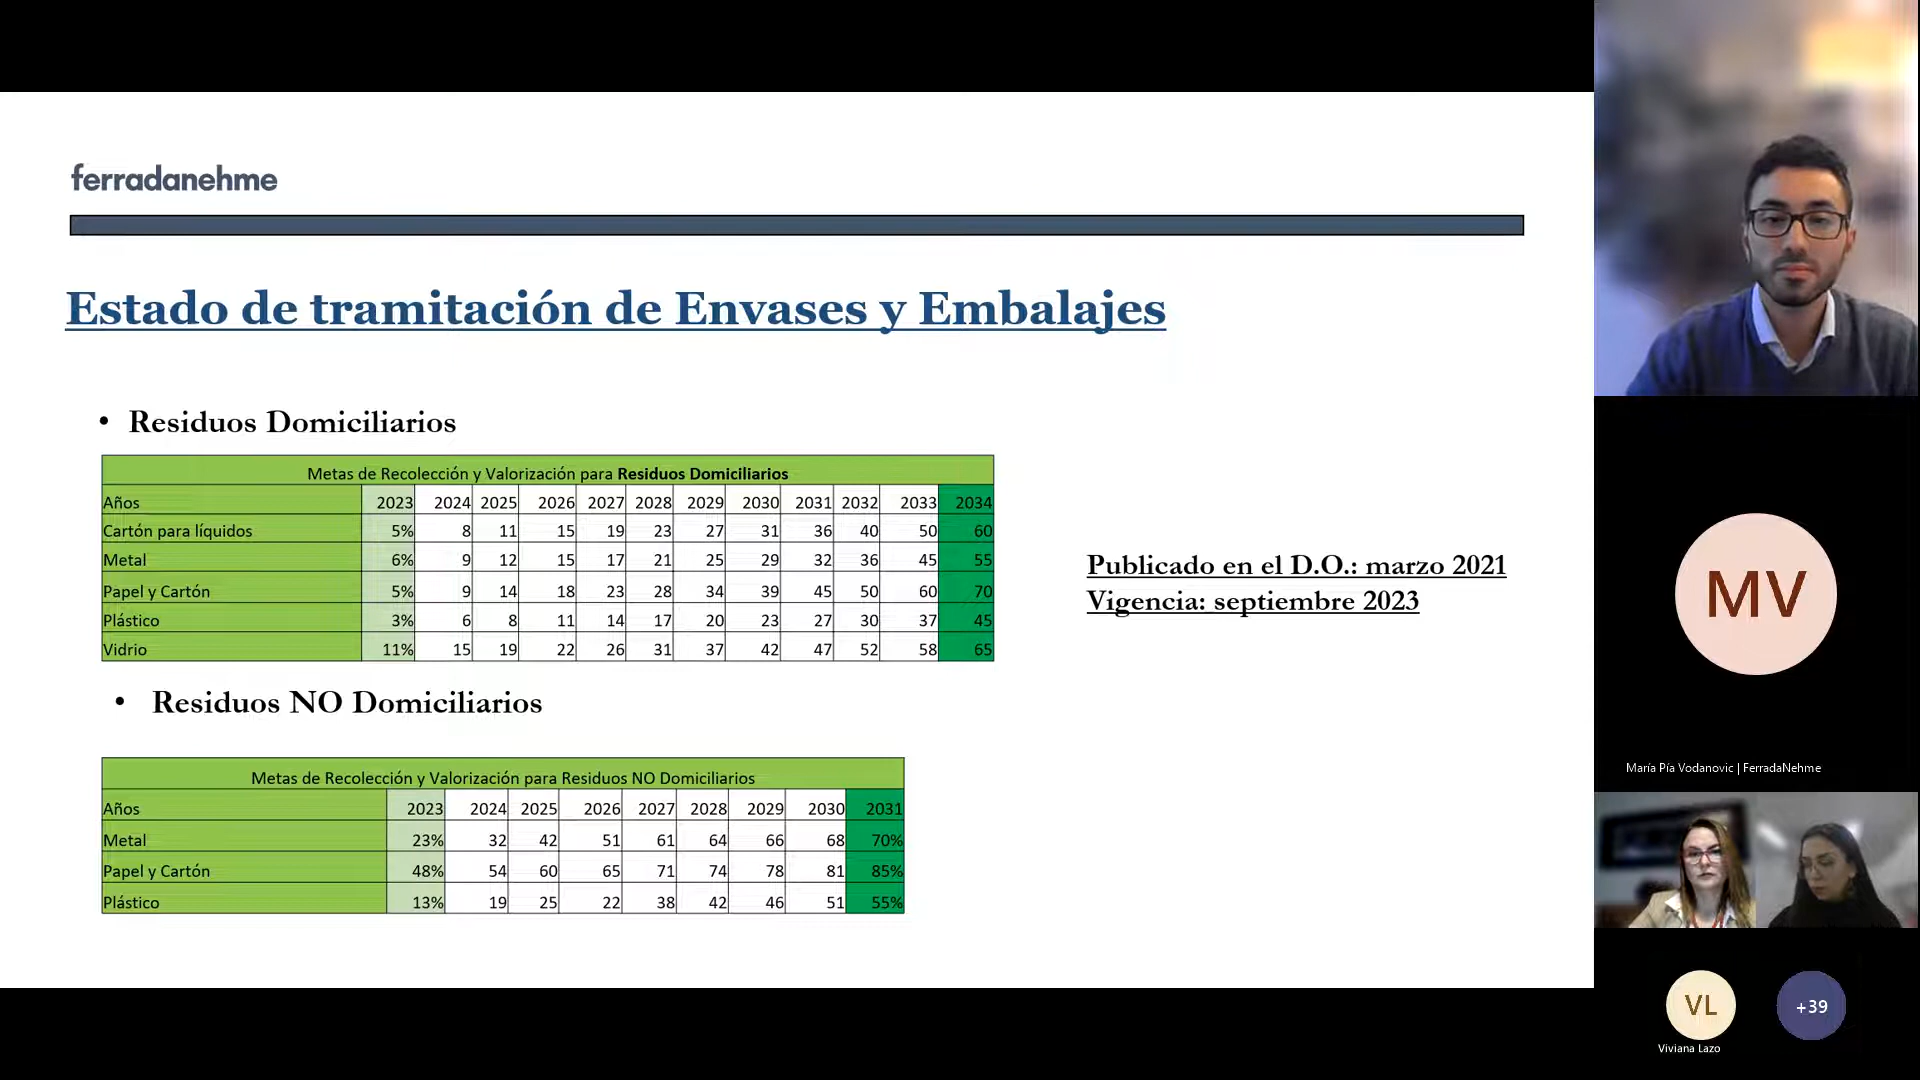 ferradanehme
Estado de tramitación de Envases y Embalajes
• Residuos Domiciliarios
Metas de Recolección y Valorización para Residuos Domiciliarios
Años 2023 2024 2025 2026 2027 2028 2029 2030 2031 2032 2033 2034
Cartón para líquidos 5% 8 11 15 19 23 27 31 36 40 50 60
Metal 6% 9 12 15 17 21 25 29 32 36 45 55
Papel y Cartón 5% 9 14 18 23 28 34 39 45 50 60 70
Plástico 3% 6 8 11 14 17 20 23 27 30 37 45
Vidrio 11% 15 19 22 26 31 37 42 47 52 58 65
Publicado en el D.O.: marzo 2021
Vigencia: septiembre 2023
• Residuos NO Domiciliarios
Metas de Recolección y Valorización para Residuos NO Domiciliarios
Años 2023 2024 2025 2026 2027 2028 2029 2030 2031
Metal 23% 32 42 51 61 64 66 68 70%
Papel y Cartón 48% 54 60 65 71 74 78 81 85%
Plástico 13% 19 25 22 38 42 46 51 55%
MV
María Pía Vodanovic | FerradaNehme
VL
+39
Viviana Lazo